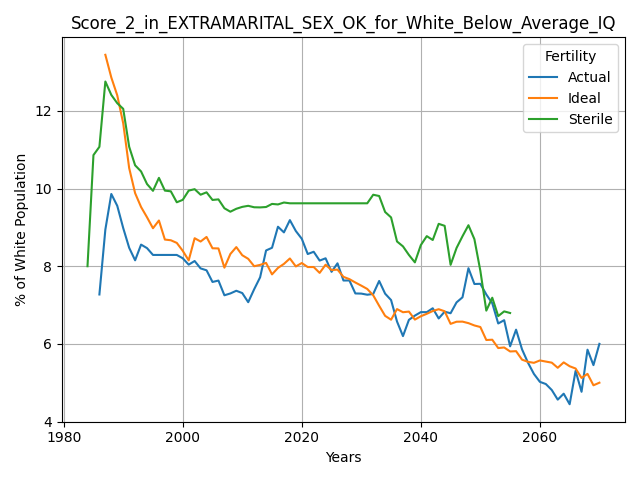 Score_2_in_EXTRAMARITAL_SEX_OK_for_White_Below_Average_IQ
Fertility
Actual
Ideal
Sterile
% of White Population
12
10
8
6
4
1980 2000 2020 2040 2060
Years